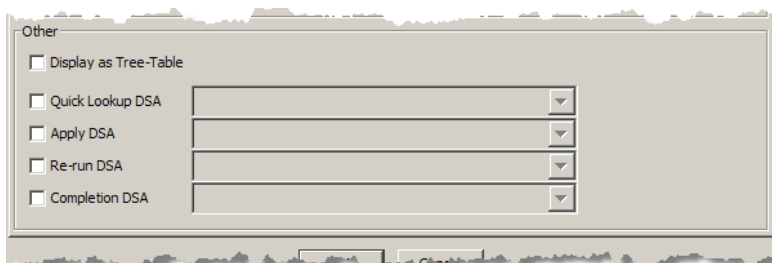 Other
Display as Tree-Table
Quick Lookup DSA
Apply DSA
Re-run DSA
Completion DSA